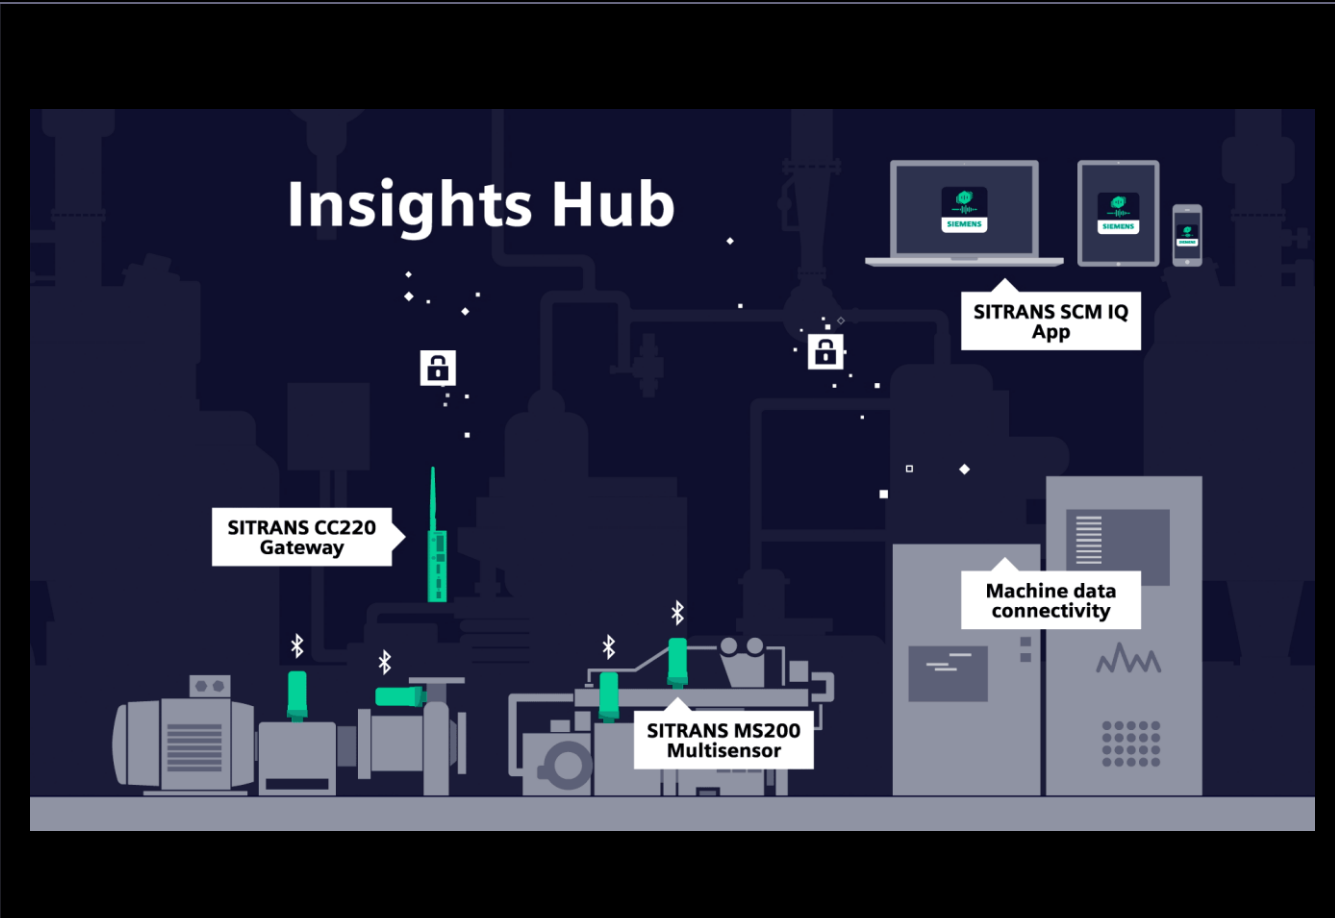 Insights Hub
SIEMENS
SIEMENS
SIEMENS
SITRANS SCM IQ
App
SITRANS CC220
Gateway
Machine data
connectivity
SITRANS MS200
Multisensor